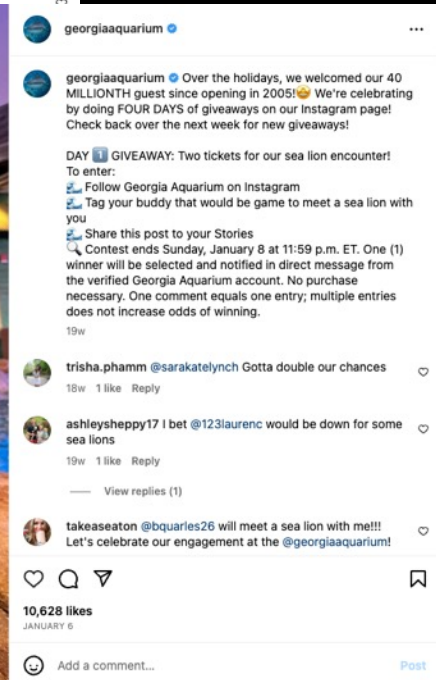 georgiaaquarium
georgiaaquarium Over the holidays, we welcomed our 40
MILLIONTH guest since opening in 2005!🤩 We're celebrating
by doing FOUR DAYS of giveaways on our Instagram page!
Check back over the next week for new giveaways!
DAY 1️⃣ GIVEAWAY: Two tickets for our sea lion encounter!
To enter:
🌊 Follow Georgia Aquarium on Instagram
🌊 Tag your buddy that would be game to meet a sea lion with
you
🌊 Share this post to your Stories
🔍 Contest ends Sunday, January 8 at 11:59 p.m. ET. One (1)
winner will be selected and notified in direct message from
the verified Georgia Aquarium account. No purchase
necessary. One comment equals one entry; multiple entries
does not increase odds of winning.
19w
trisha.phamm @sarakatelynch Gotta double our chances
18w 1 like Reply
ashleysheppy17 I bet @123laurenc would be down for some
sea lions
19w 1 like Reply
View replies (1)
takeaseaton @bquarles26 will meet a sea lion with me!!!
Let's celebrate our engagement at the @georgiaaquarium!
10,628 likes
JANUARY 6
Add a comment...
Post